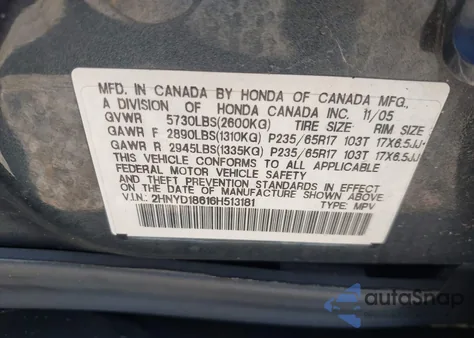 MFD. IN CANADA BY HONDA OF CANADA MFG.,
A DIVISION OF HONDA CANADA INC. 11/05
GVWR 5730LBS(2600KG) TIRE SIZE RIM SIZE
GAWR F 2890LBS(1310KG) P235/65R17 103T 17X6.5JJ
GAWR R 2945LBS(1335KG) P235/65R17 103T 17X6.5JJ
THIS VEHICLE CONFORMS TO ALL APPLICABLE
FEDERAL MOTOR VEHICLE SAFETY
AND THEFT PREVENTION STANDARDS IN EFFECT
ON THE DATE OF MANUFACTURE SHOWN ABOVE.
V.I.N.: 2HNYD18616H513181 TYPE: MPV
autoSnap